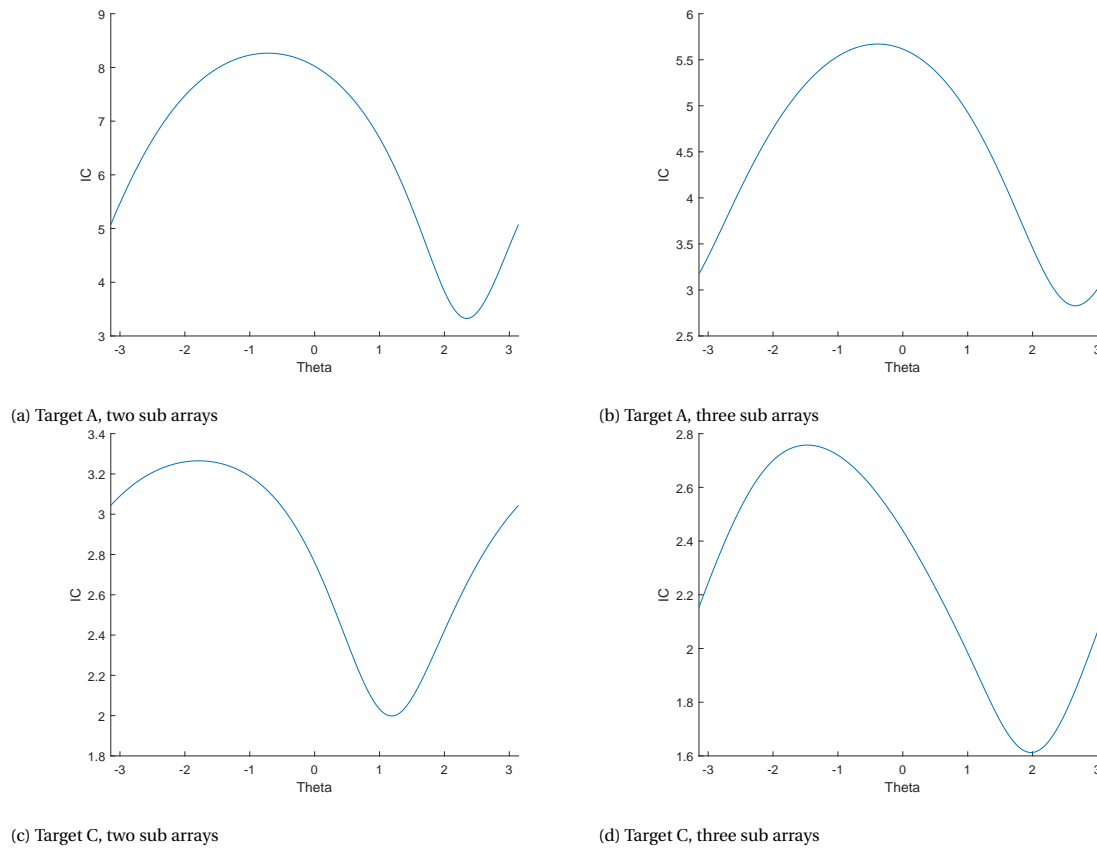 9
8
7
6
5
4
3
IC
-3 -2 -1 0 1 2 3
Theta
(a) Target A, two sub arrays
6
5.5
5
4.5
4
3.5
3
2.5
IC
-3 -2 -1 0 1 2 3
Theta
(b) Target A, three sub arrays
3.4
3.2
3
2.8
2.6
2.4
2.2
2
1.8
IC
-3 -2 -1 0 1 2 3
Theta
(c) Target C, two sub arrays
2.8
2.6
2.4
2.2
2
1.8
1.6
IC
-3 -2 -1 0 1 2 3
Theta
(d) Target C, three sub arrays